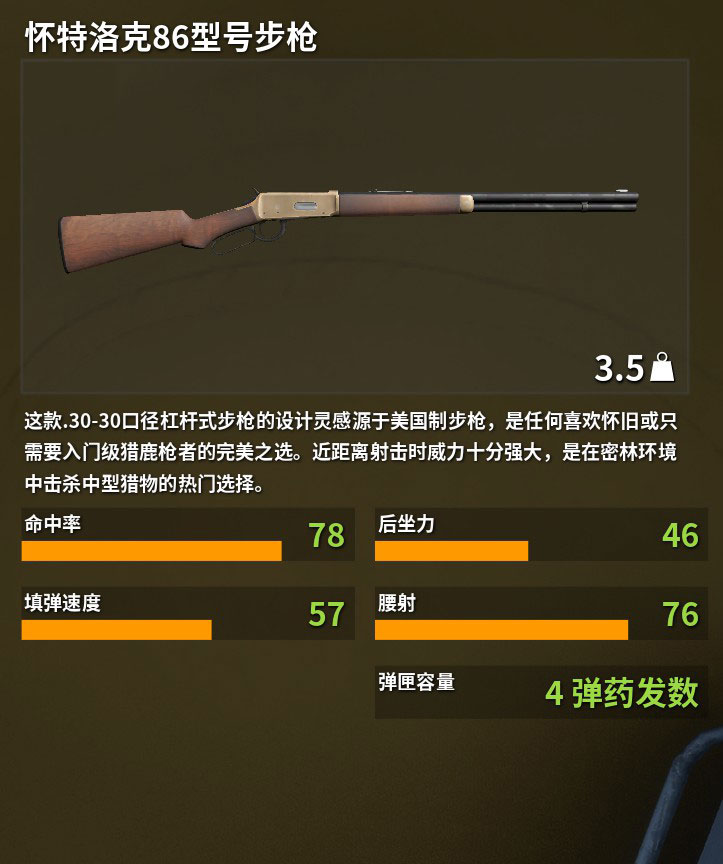 怀特洛克86型号步枪
3.5
这款.30-30口径杠杆式步枪的设计灵感源于美国制步枪，是任何喜欢怀旧或只
需要入门级猎鹿枪者的完美之选。近距离射击时威力十分强大，是在密林环境
中击杀中型猎物的热门选择。
命中率
78
后坐力
46
填弹速度
57
腰射
76
弹匣容量
4 弹药发数